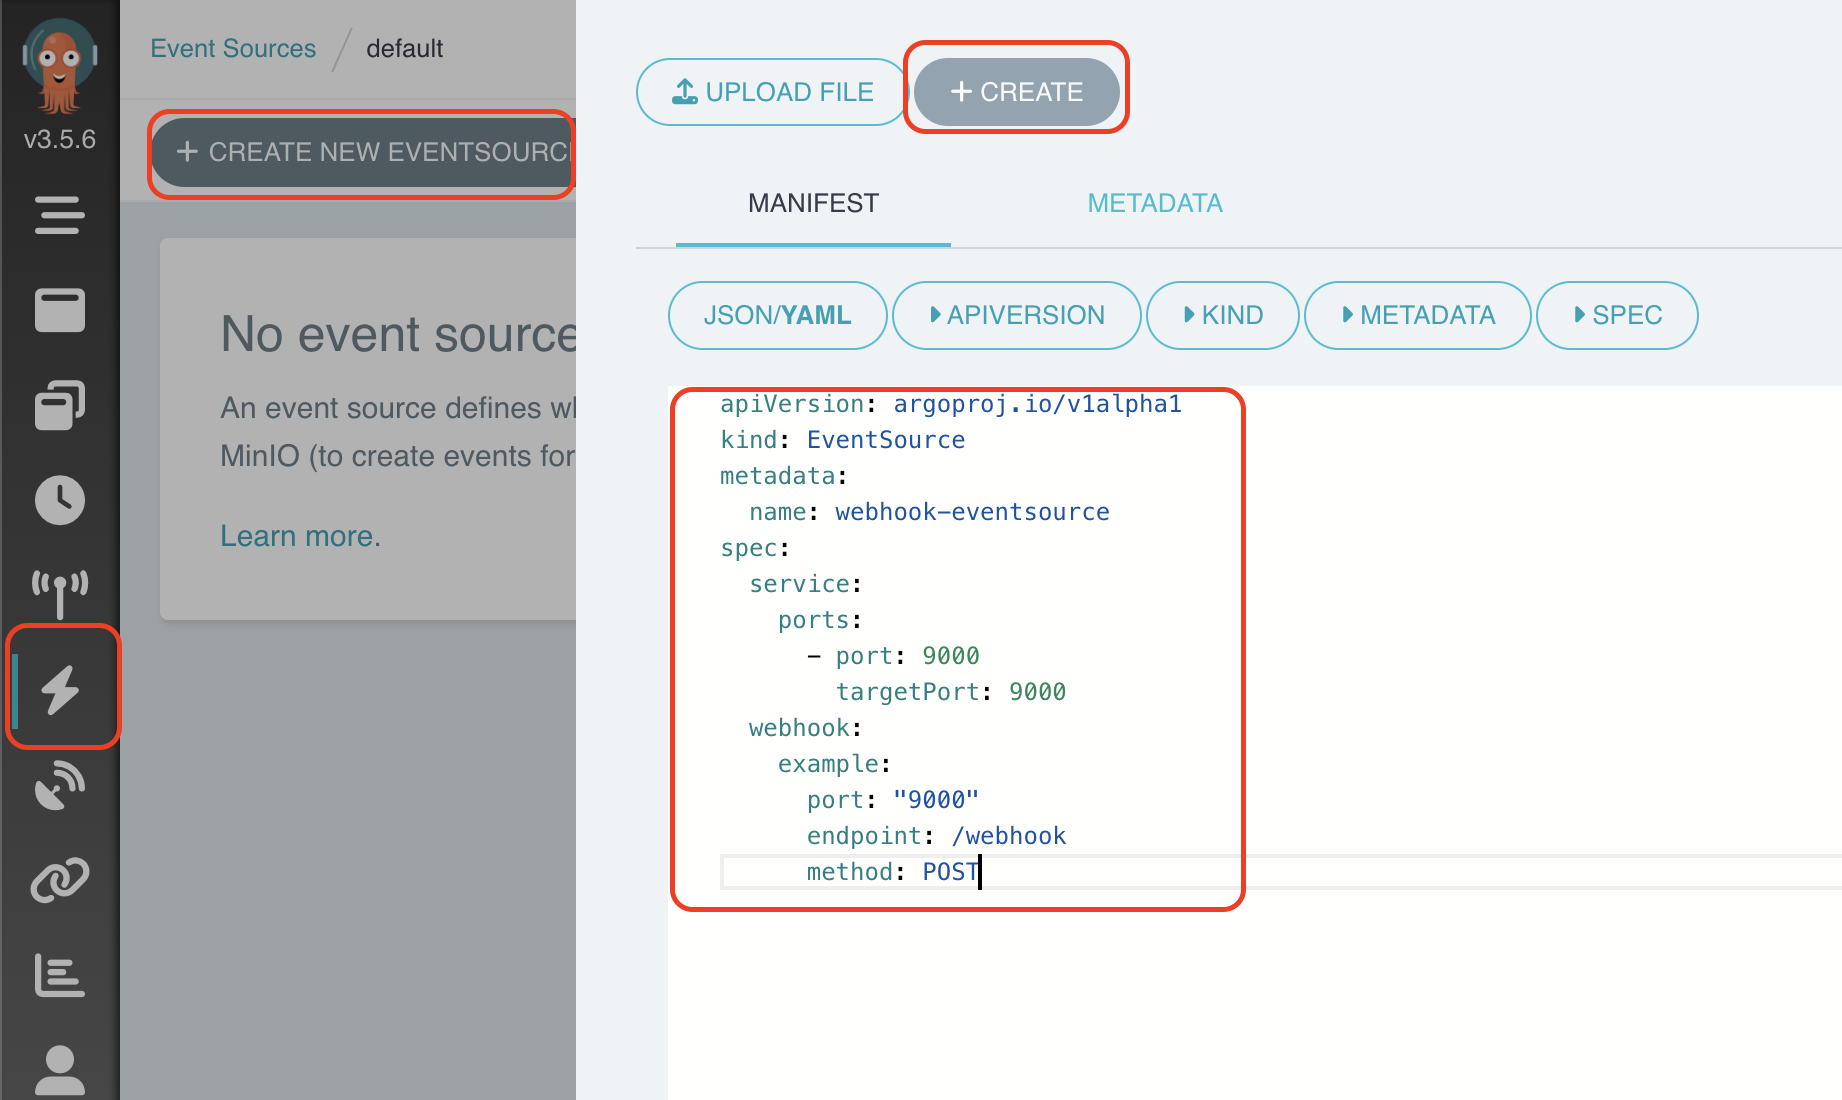 v3.5.6
Event Sources / default
+ CREATE NEW EVENTSOURC
No event source
An event source defines
MinIO (to create events for
Learn more.
UPLOAD FILE
+ CREATE
MANIFEST
METADATA
JSON/YAML
APIVERSION
KIND
METADATA
SPEC
apiVersion: argoproj.io/v1alpha1
kind: EventSource
metadata:
  name: webhook-eventsource
spec:
  service:
    ports:
      - port: 9000
        targetPort: 9000
  webhook:
    example:
      port: "9000"
      endpoint: /webhook
      method: POST